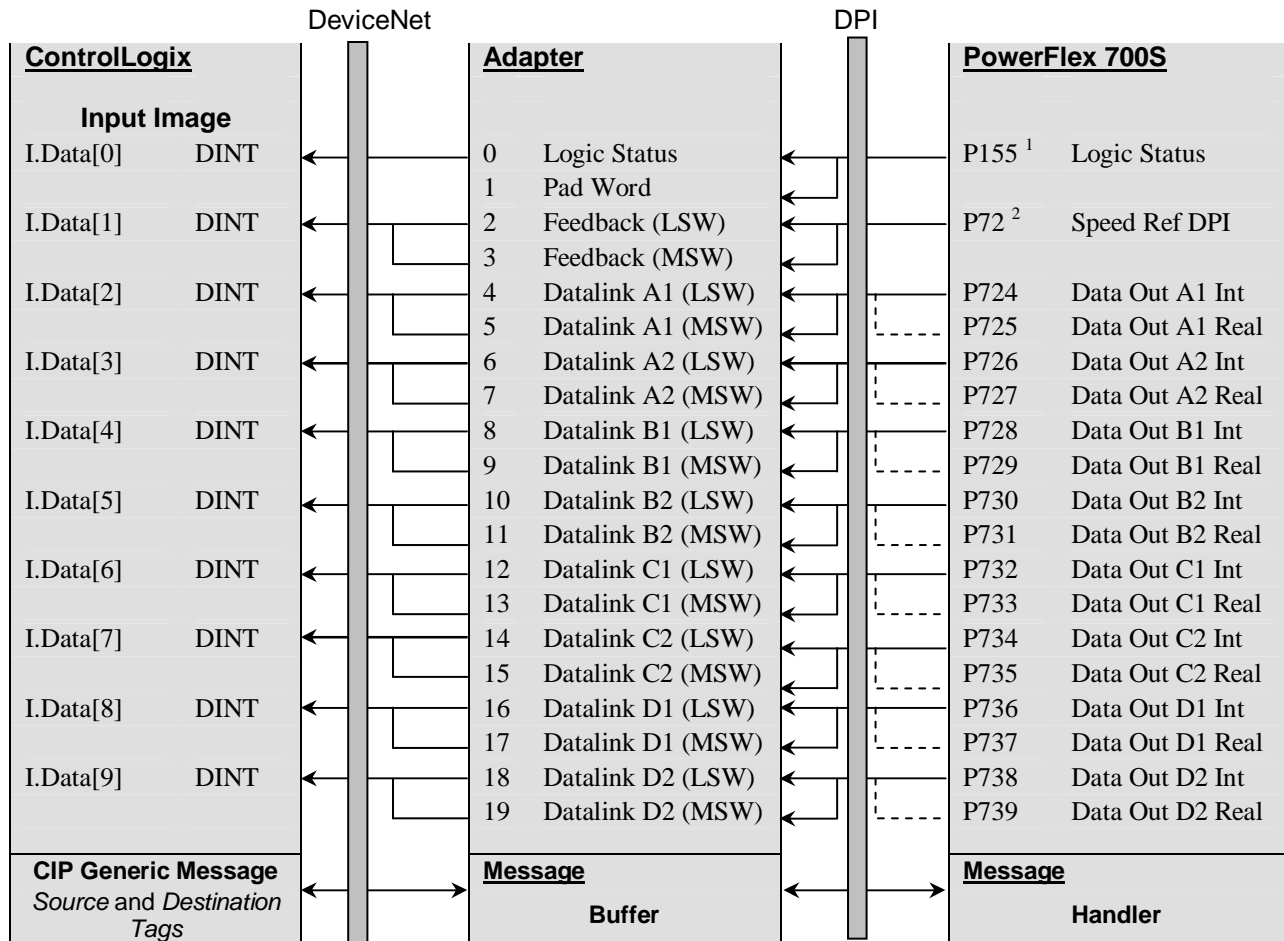 DeviceNet DPI
ControlLogix Adapter PowerFlex 700S
Input Image
I.Data[0] DINT 0 Logic Status P155 1 Logic Status
1 Pad Word
I.Data[1] DINT 2 Feedback (LSW) P72 2 Speed Ref DPI
3 Feedback (MSW)
I.Data[2] DINT 4 Datalink A1 (LSW) P724 Data Out A1 Int
5 Datalink A1 (MSW) P725 Data Out A1 Real
I.Data[3] DINT 6 Datalink A2 (LSW) P726 Data Out A2 Int
7 Datalink A2 (MSW) P727 Data Out A2 Real
I.Data[4] DINT 8 Datalink B1 (LSW) P728 Data Out B1 Int
9 Datalink B1 (MSW) P729 Data Out B1 Real
I.Data[5] DINT 10 Datalink B2 (LSW) P730 Data Out B2 Int
11 Datalink B2 (MSW) P731 Data Out B2 Real
I.Data[6] DINT 12 Datalink C1 (LSW) P732 Data Out C1 Int
13 Datalink C1 (MSW) P733 Data Out C1 Real
I.Data[7] DINT 14 Datalink C2 (LSW) P734 Data Out C2 Int
15 Datalink C2 (MSW) P735 Data Out C2 Real
I.Data[8] DINT 16 Datalink D1 (LSW) P736 Data Out D1 Int
17 Datalink D1 (MSW) P737 Data Out D1 Real
I.Data[9] DINT 18 Datalink D2 (LSW) P738 Data Out D2 Int
19 Datalink D2 (MSW) P739 Data Out D2 Real
CIP Generic Message Message Message
Source and Destination
Buffer Handler
Tags